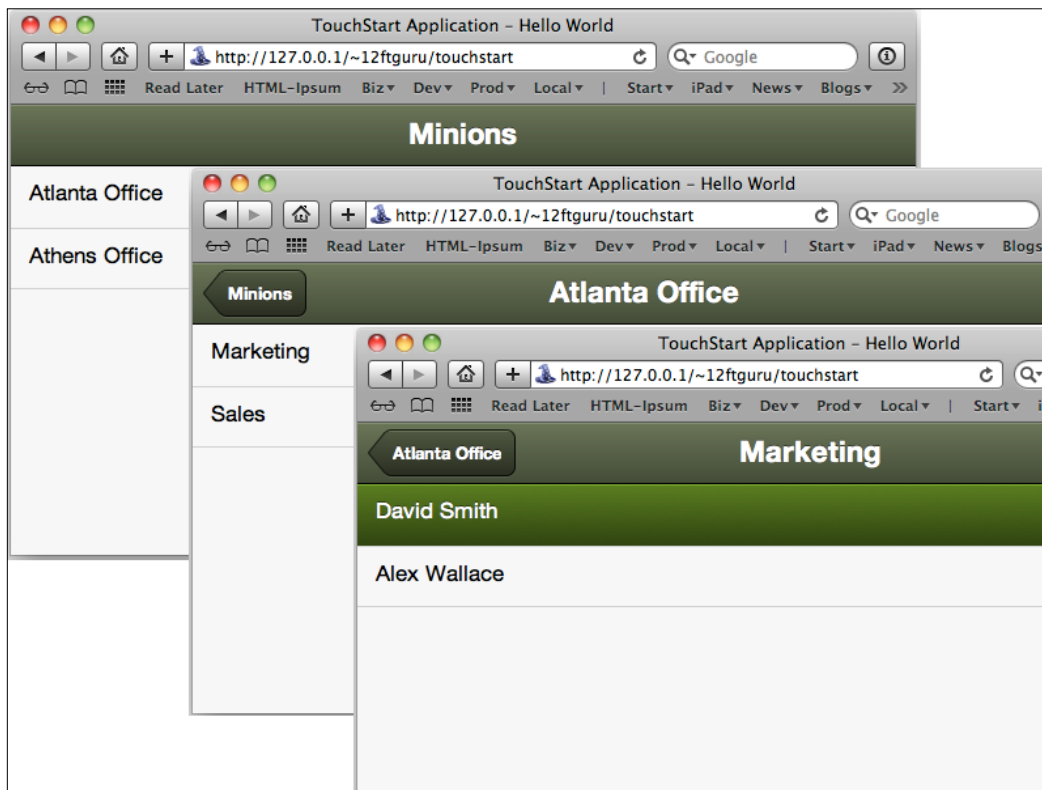 TouchStart Application – Hello World
http://127.0.0.1/~12ftguru/touchstart
Google
Read Later HTML-Ipsum Biz Dev Prod Local | Start iPad News Blogs >>
Minions
Atlanta Office
Athens Office
TouchStart Application – Hello World
http://127.0.0.1/~12ftguru/touchstart
Google
Read Later HTML-Ipsum Biz Dev Prod Local | Start iPad News Blogs
Minions
Atlanta Office
Marketing
Sales
TouchStart Application – Hello World
http://127.0.0.1/~12ftguru/touchstart
Read Later HTML-Ipsum Biz Dev Prod Local | Start i
Atlanta Office
Marketing
David Smith
Alex Wallace